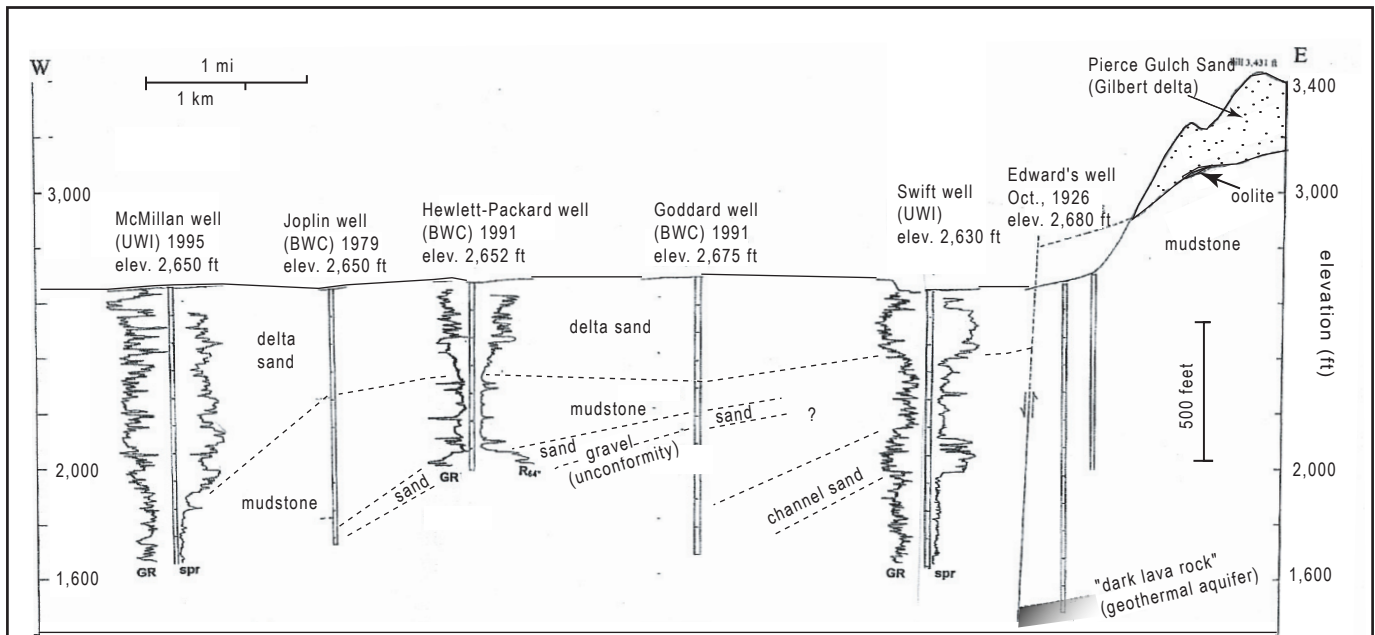 W
1 mi
1 km
Hill 3,431 ft
E
Pierce Gulch Sand
(Gilbert delta)
3,400
3,000
McMillan well
(UWI) 1995
elev. 2,650 ft
Joplin well
(BWC) 1979
elev. 2,650 ft
Hewlett-Packard well
(BWC) 1991
elev. 2,652 ft
Goddard well
(BWC) 1991
elev. 2,675 ft
Swift well
(UWI)
elev. 2,630 ft
Edward's well
Oct., 1926
elev. 2,680 ft
oolite
3,000
mudstone
elevation (ft)
delta
sand
delta sand
500 feet
mudstone
sand
?
sand
gravel
(unconformity)
2,000
mudstone
sand
GR
R64"
channel sand
2,000
GR
spr
GR
spr
1,600
"dark lava rock"
(geothermal aquifer)
1,600